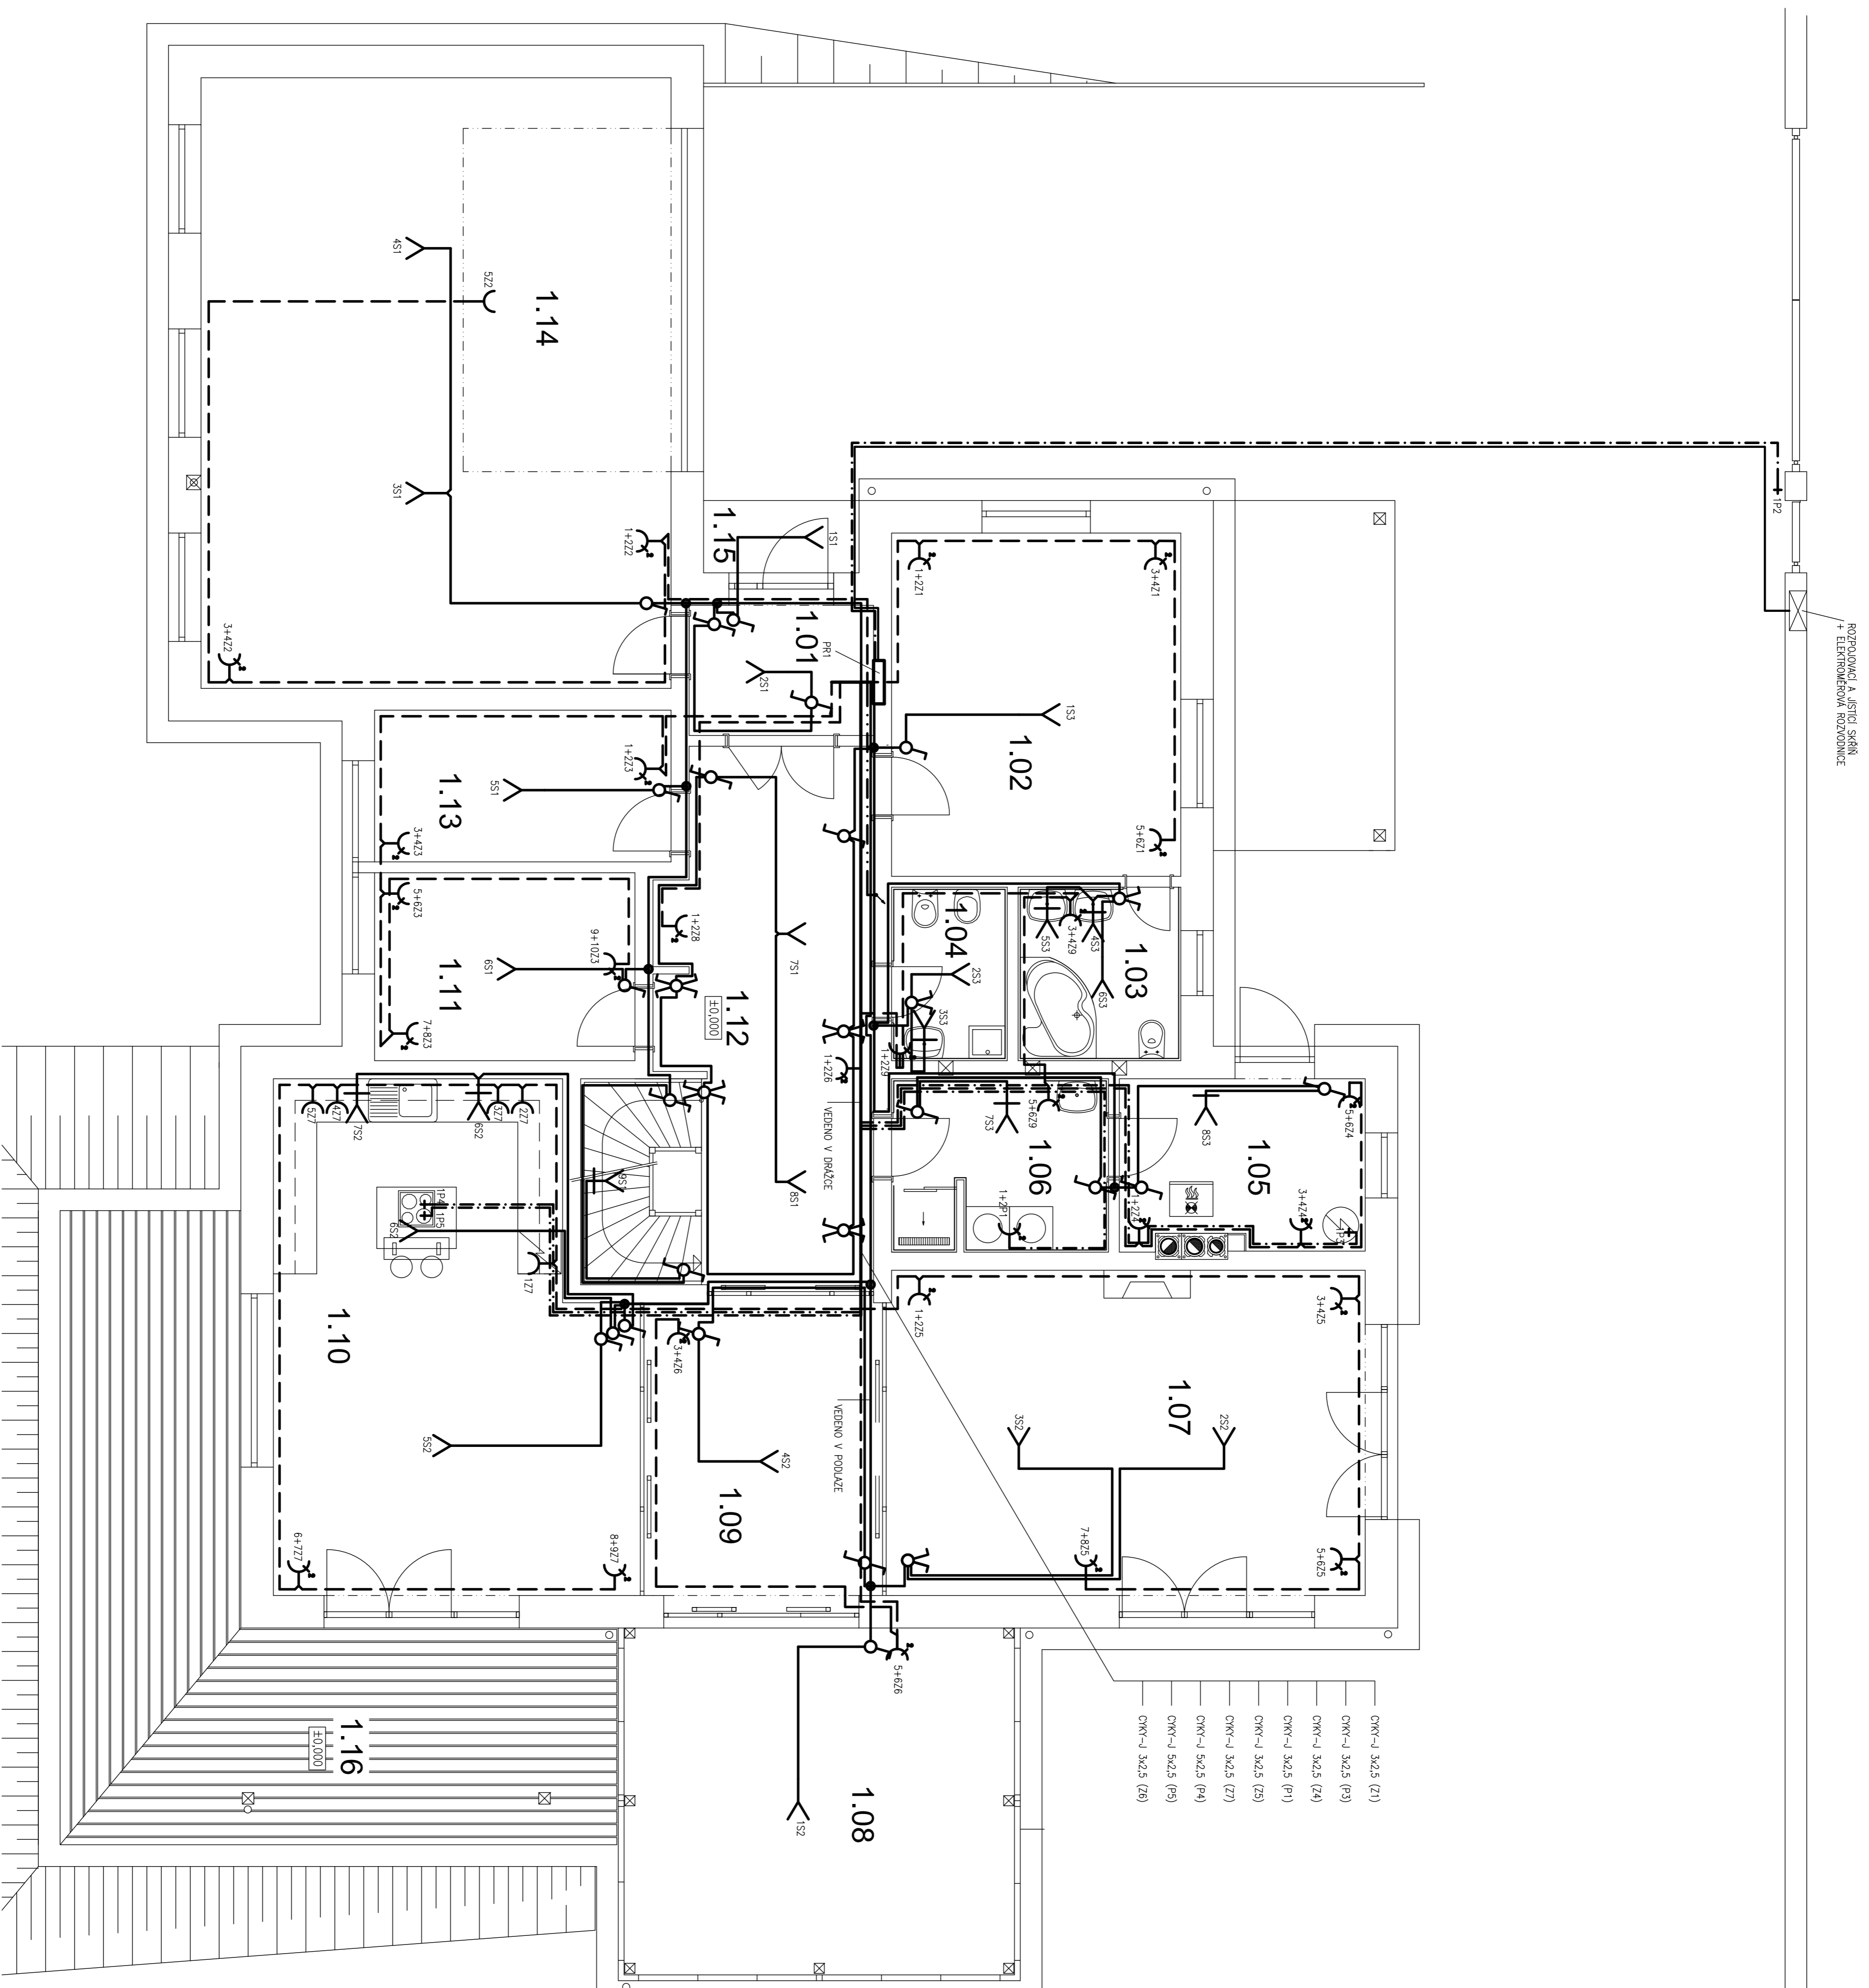 ROZPOJOVACÍ A JISTÍCÍ SKŘÍŇ
+ ELEKTROMĚROVÁ ROZVODNICE
1P2
CYKY-J 3x2,5 (Z1)
CYKY-J 3x2,5 (P3)
CYKY-J 3x2,5 (Z4)
CYKY-J 3x2,5 (P1)
CYKY-J 3x2,5 (Z5)
CYKY-J 3x2,5 (Z7)
CYKY-J 5x2,5 (P4)
CYKY-J 5x2,5 (P5)
CYKY-J 3x2,5 (Z6)
1.14
4S1
5Z2
3S1
1+2Z2
3+4Z2
1.15
1S1
1.01
PR1
2S1
1.02
1+2Z1
3+4Z1
5+6Z1
1S3
1.03
4S3
5S3
3+4Z9
6S3
1.04
2S3
3S3
1+2Z9
1.05
5+6Z4
8S3
3+4Z4
1P3
1+2Z4
1.06
7S3
5+6Z9
1+2P1
1.07
1+2Z5
3+4Z5
2S2
3S2
7+8Z5
5+6Z5
1.08
5+6Z6
1S2
1.09
3+4Z6
4S2
VEDENO V PODLAZE
1.10
5Z7
4Z7
3Z7
2Z7
7S2
6S2
1P4
1P5
6S2
1Z7
5S2
6+7Z7
8+9Z7
1.11
5+6Z3
9+10Z3
6S1
7+8Z3
1.12
±0,000
1+2Z8
7S1
1+2Z6
VEDENO V DRÁŽCE
8S1
9S1
1.13
1+2Z3
5S1
3+4Z3
1.16
±0,000